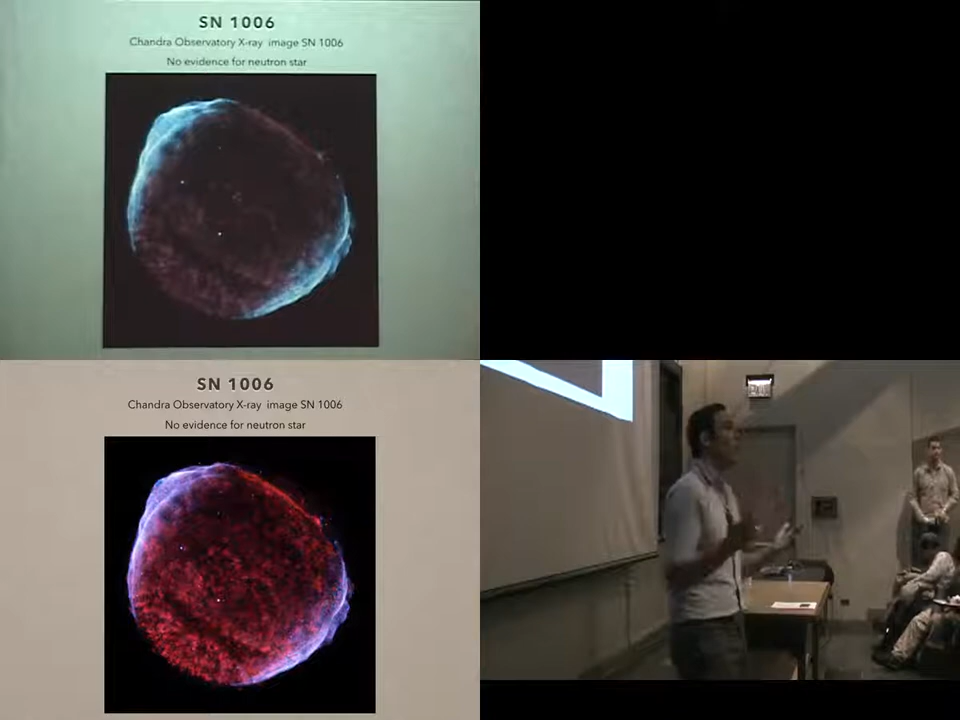 SN 1006
Chandra Observatory X-ray image SN 1006
No evidence for neutron star
SN 1006
Chandra Observatory X-ray image SN 1006
No evidence for neutron star